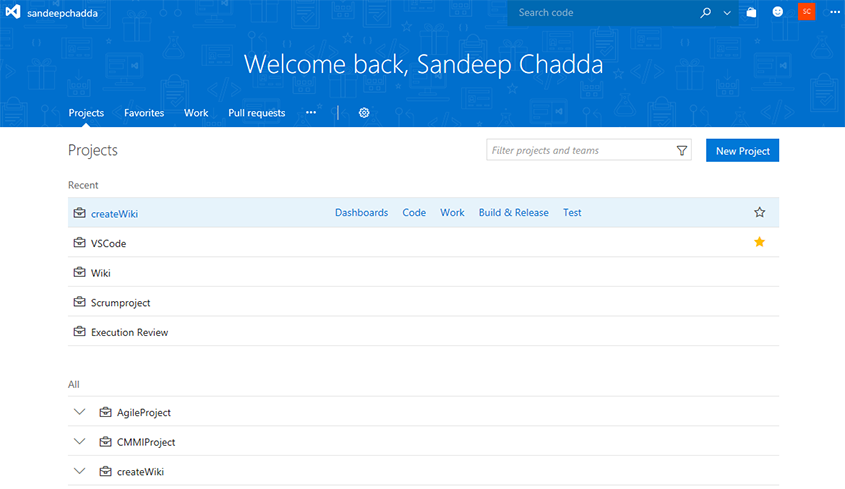 sandeepchadda
Search code
SC
Welcome back, Sandeep Chadda
Projects Favorites Work Pull requests
Projects
Filter projects and teams
New Project
Recent
createWiki Dashboards Code Work Build & Release Test
VSCode
Wiki
Scrumproject
Execution Review
All
AgileProject
CMMIProject
createWiki